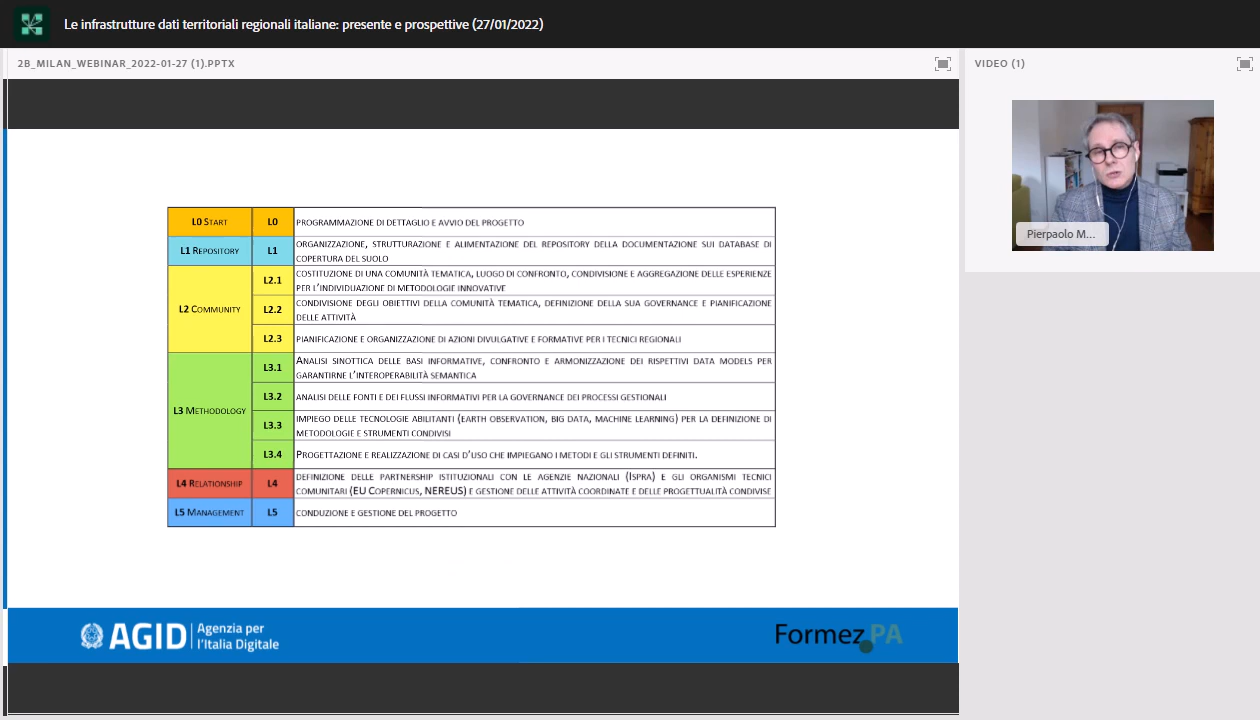 Le infrastrutture dati territoriali regionali italiane: presente e prospettive (27/01/2022)
2B_MILAN_WEBINAR_2022-01-27 (1).PPTX
VIDEO (1)
Pierpaolo M...
L0 START L0 PROGRAMMAZIONE DI DETTAGLIO E AVVIO DEL PROGETTO
L1 REPOSITORY L1 ORGANIZZAZIONE, STRUTTURAZIONE E ALIMENTAZIONE DEL REPOSITORY DELLA DOCUMENTAZIONE SUI DATABASE DI
COPERTURA DEL SUOLO
L2 COMMUNITY
L2.1 COSTITUZIONE DI UNA COMUNITÀ TEMATICA, LUOGO DI CONFRONTO, CONDIVISIONE E AGGREGAZIONE DELLE ESPERIENZE
PER L'INDIVIDUAZIONE DI METODOLOGIE INNOVATIVE
L2.2 CONDIVISIONE DEGLI OBIETTIVI DELLA COMUNITÀ TEMATICA, DEFINIZIONE DELLA SUA GOVERNANCE E PIANIFICAZIONE
DELLE ATTIVITÀ
L2.3 PIANIFICAZIONE E ORGANIZZAZIONE DI AZIONI DIVULGATIVE E FORMATIVE PER I TECNICI REGIONALI
L3 METHODOLOGY
L3.1 ANALISI SINOTTICA DELLE BASI INFORMATIVE, CONFRONTO E ARMONIZZAZIONE DEI RISPETTIVI DATA MODELS PER
GARANTIRNE L'INTEROPERABILITÀ SEMANTICA
L3.2 ANALISI DELLE FONTI E DEI FLUSSI INFORMATIVI PER LA GOVERNANCE DEI PROCESSI GESTIONALI
L3.3 IMPIEGO DELLE TECNOLOGIE ABILITANTI (EARTH OBSERVATION, BIG DATA, MACHINE LEARNING) PER LA DEFINIZIONE DI
METODOLOGIE E STRUMENTI CONDIVISI
L3.4 PROGETTAZIONE E REALIZZAZIONE DI CASI D'USO CHE IMPIEGANO I METODI E GLI STRUMENTI DEFINITI.
L4 RELATIONSHIP L4 DEFINIZIONE DELLE PARTNERSHIP ISTITUZIONALI CON LE AGENZIE NAZIONALI (ISPRA) E GLI ORGANISMI TECNICI
COMUNITARI (EU COPERNICUS, NEREUS) E GESTIONE DELLE ATTIVITÀ COORDINATE E DELLE PROGETTUALITÀ CONDIVISE
L5 MANAGEMENT L5 CONDUZIONE E GESTIONE DEL PROGETTO
AGID Agenzia per
l'Italia Digitale
Formez PA